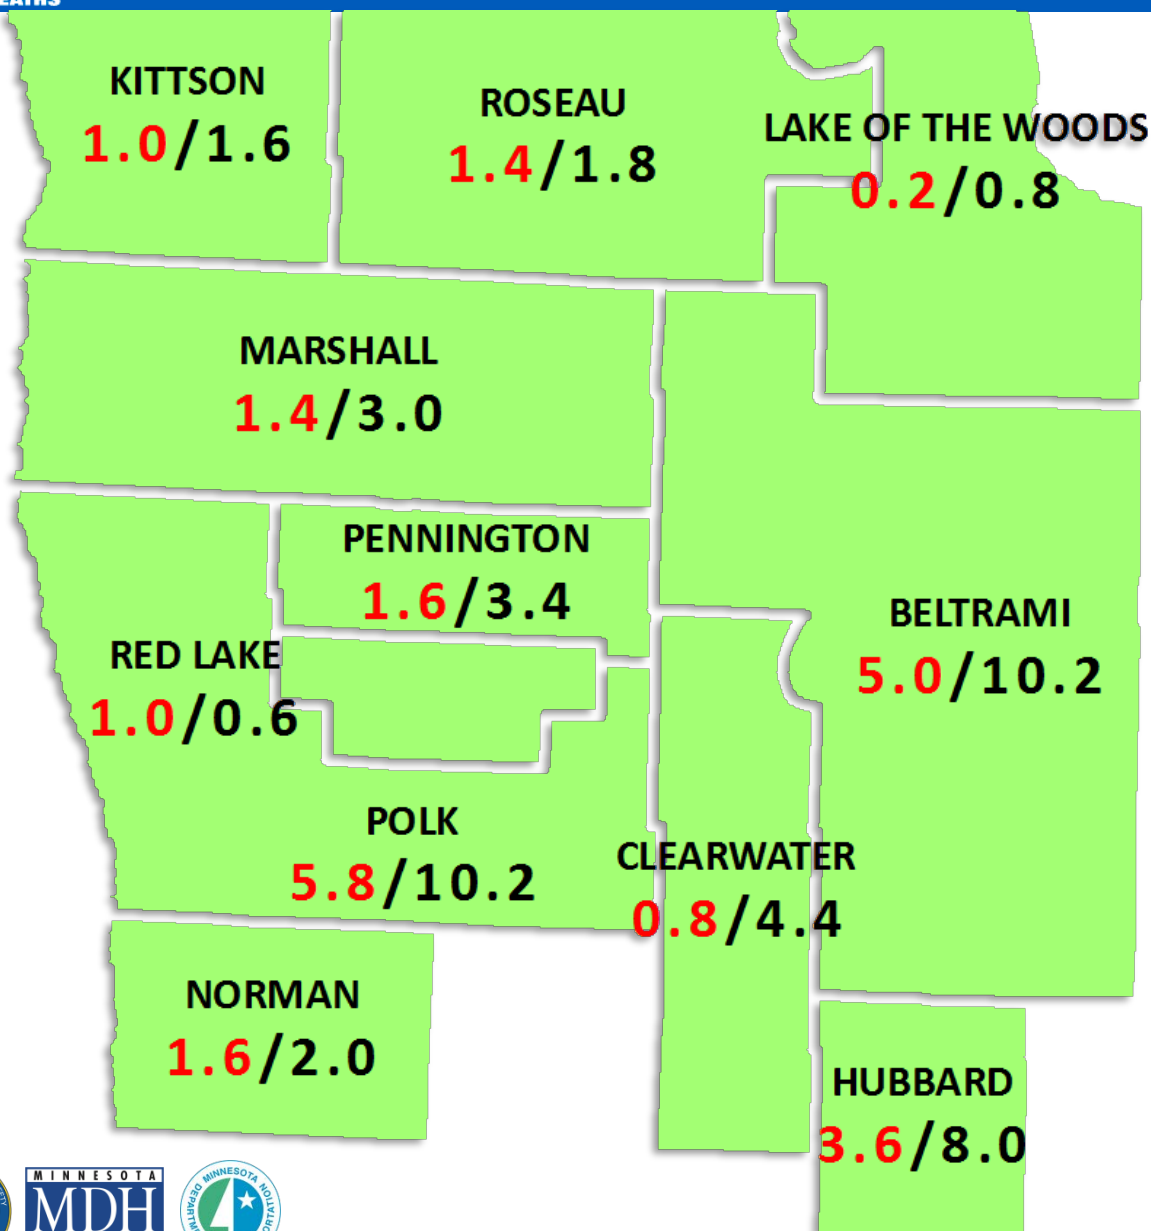 KITTSON
1.0/1.6
ROSEAU
1.4/1.8
LAKE OF THE WOODS
0.2/0.8
MARSHALL
1.4/3.0
PENNINGTON
1.6/3.4
BELTRAMI
5.0/10.2
RED LAKE
1.0/0.6
POLK
5.8/10.2
CLEARWATER
0.8/4.4
NORMAN
1.6/2.0
HUBBARD
3.6/8.0
MINNESOTA
MDH
MINNESOTA